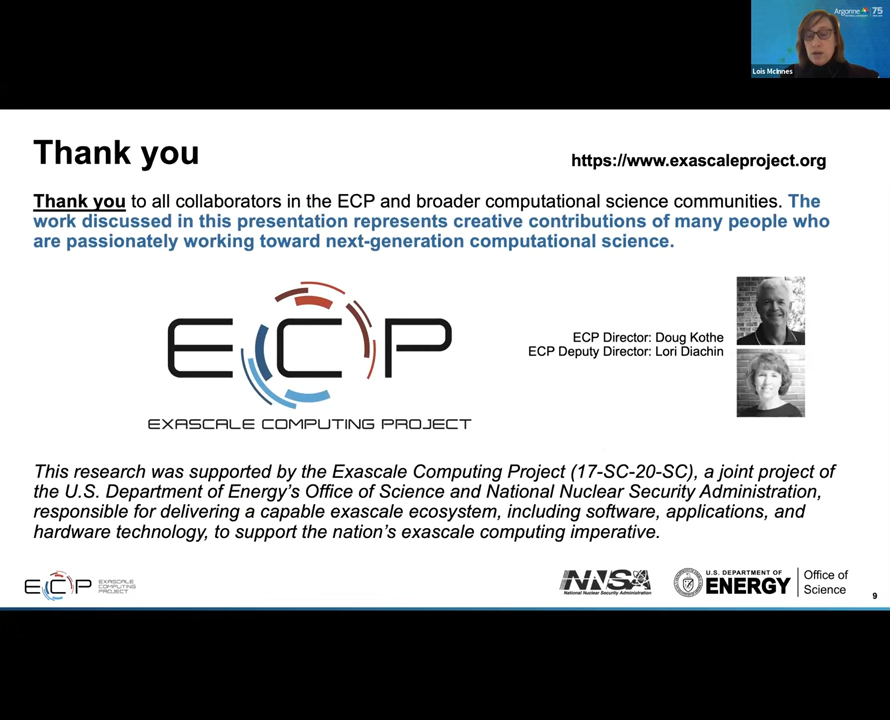 Argonne 75
Lois McInnes
Thank you
https://www.exascaleproject.org
Thank you to all collaborators in the ECP and broader computational science communities. The
work discussed in this presentation represents creative contributions of many people who
are passionately working toward next-generation computational science.
ECP
EXASCALE COMPUTING PROJECT
ECP Director: Doug Kothe
ECP Deputy Director: Lori Diachin
This research was supported by the Exascale Computing Project (17-SC-20-SC), a joint project of
the U.S. Department of Energy's Office of Science and National Nuclear Security Administration,
responsible for delivering a capable exascale ecosystem, including software, applications, and
hardware technology, to support the nation's exascale computing imperative.
ECP
EXASCALE
COMPUTING
PROJECT
NNSA
National Nuclear Security Administration
U.S. DEPARTMENT OF
ENERGY
Office of
Science
9